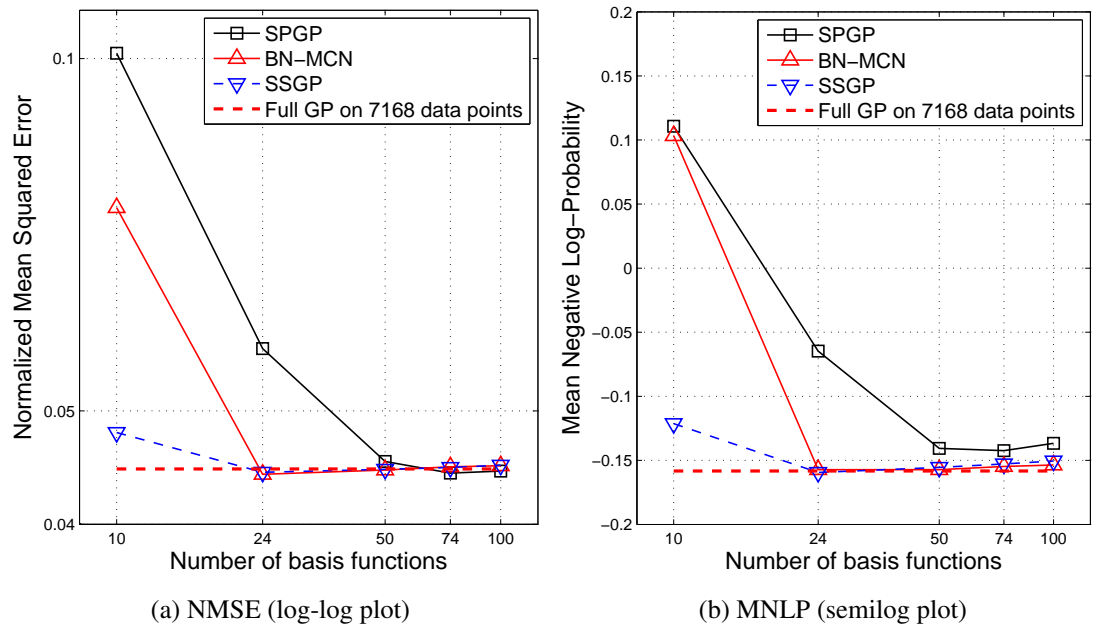 SPGP
BN−MCN
SSGP
Full GP on 7168 data points
0.1
0.05
0.04
Normalized Mean Squared Error
10 24 50 74 100
Number of basis functions
(a) NMSE (log-log plot)
SPGP
BN−MCN
SSGP
Full GP on 7168 data points
0.2
0.15
0.1
0.05
0
−0.05
−0.1
−0.15
−0.2
Mean Negative Log−Probability
10 24 50 74 100
Number of basis functions
(b) MNLP (semilog plot)